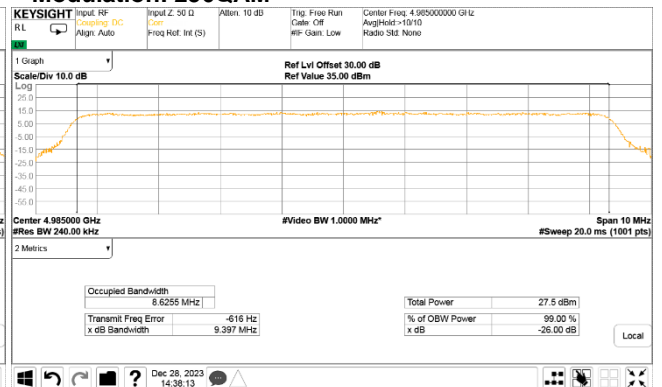 KEYSIGHT Input: RF Input Z: 50 Ω Atten: 10 dB Trig: Free Run Center Freq: 4.985000000 GHz
RL Coupling: DC Corr Gate: Off Avg|Hold:>10/10
Align: Auto Freq Ref: Int (S) #IF Gain: Low Radio Std: None
LV
1 Graph
Ref Lvl Offset 30.00 dB
Scale/Div 10.0 dB Ref Value 35.00 dBm
Log
25.0
15.0
5.00
-5.00
-15.0
-25.0
-35.0
-45.0
-55.0
Center 4.985000 GHz #Video BW 1.0000 MHz* Span 10 MHz
#Res BW 240.00 kHz #Sweep 20.0 ms (1001 pts)
2 Metrics
Occupied Bandwidth
8.6255 MHz Total Power 27.5 dBm
Transmit Freq Error -616 Hz % of OBW Power 99.00 %
x dB Bandwidth 9.397 MHz x dB -26.00 dB
Local
? Dec 28, 2023
14:38:13